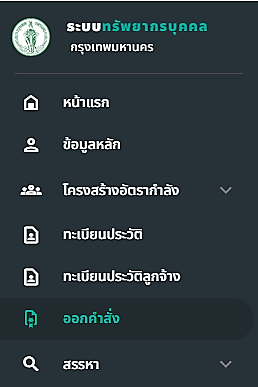 ระบบทรัพยากรบุคคล
กรุงเทพมหานคร
หน้าแรก
ข้อมูลหลัก
โครงสร้างอัตรากำลัง
ทะเบียนประวัติ
ทะเบียนประวัติลูกจ้าง
ออกคำสั่ง
สรรหา